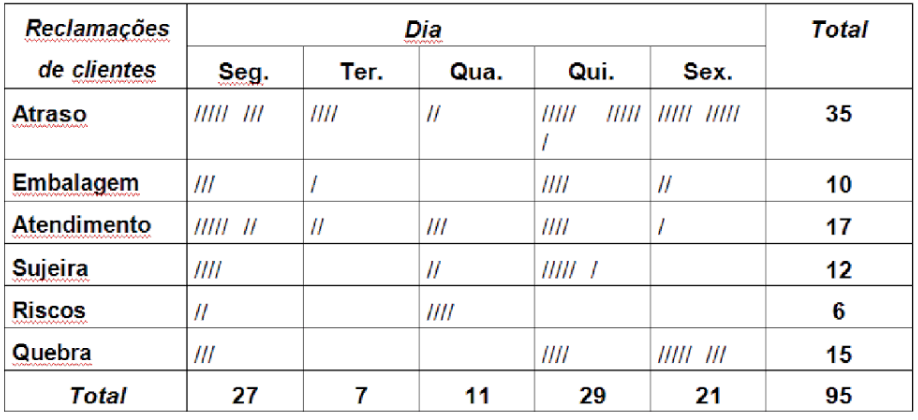 Reclamações Dia Total
de clientes Seg. Ter. Qua. Qui. Sex.
Atraso ///// /// //// // ///// ///// ///// ///// 35
/
Embalagem /// / //// // 10
Atendimento ///// // // /// //// / 17
Sujeira //// // ///// / 12
Riscos // //// 6
Quebra /// //// ///// /// 15
Total 27 7 11 29 21 95